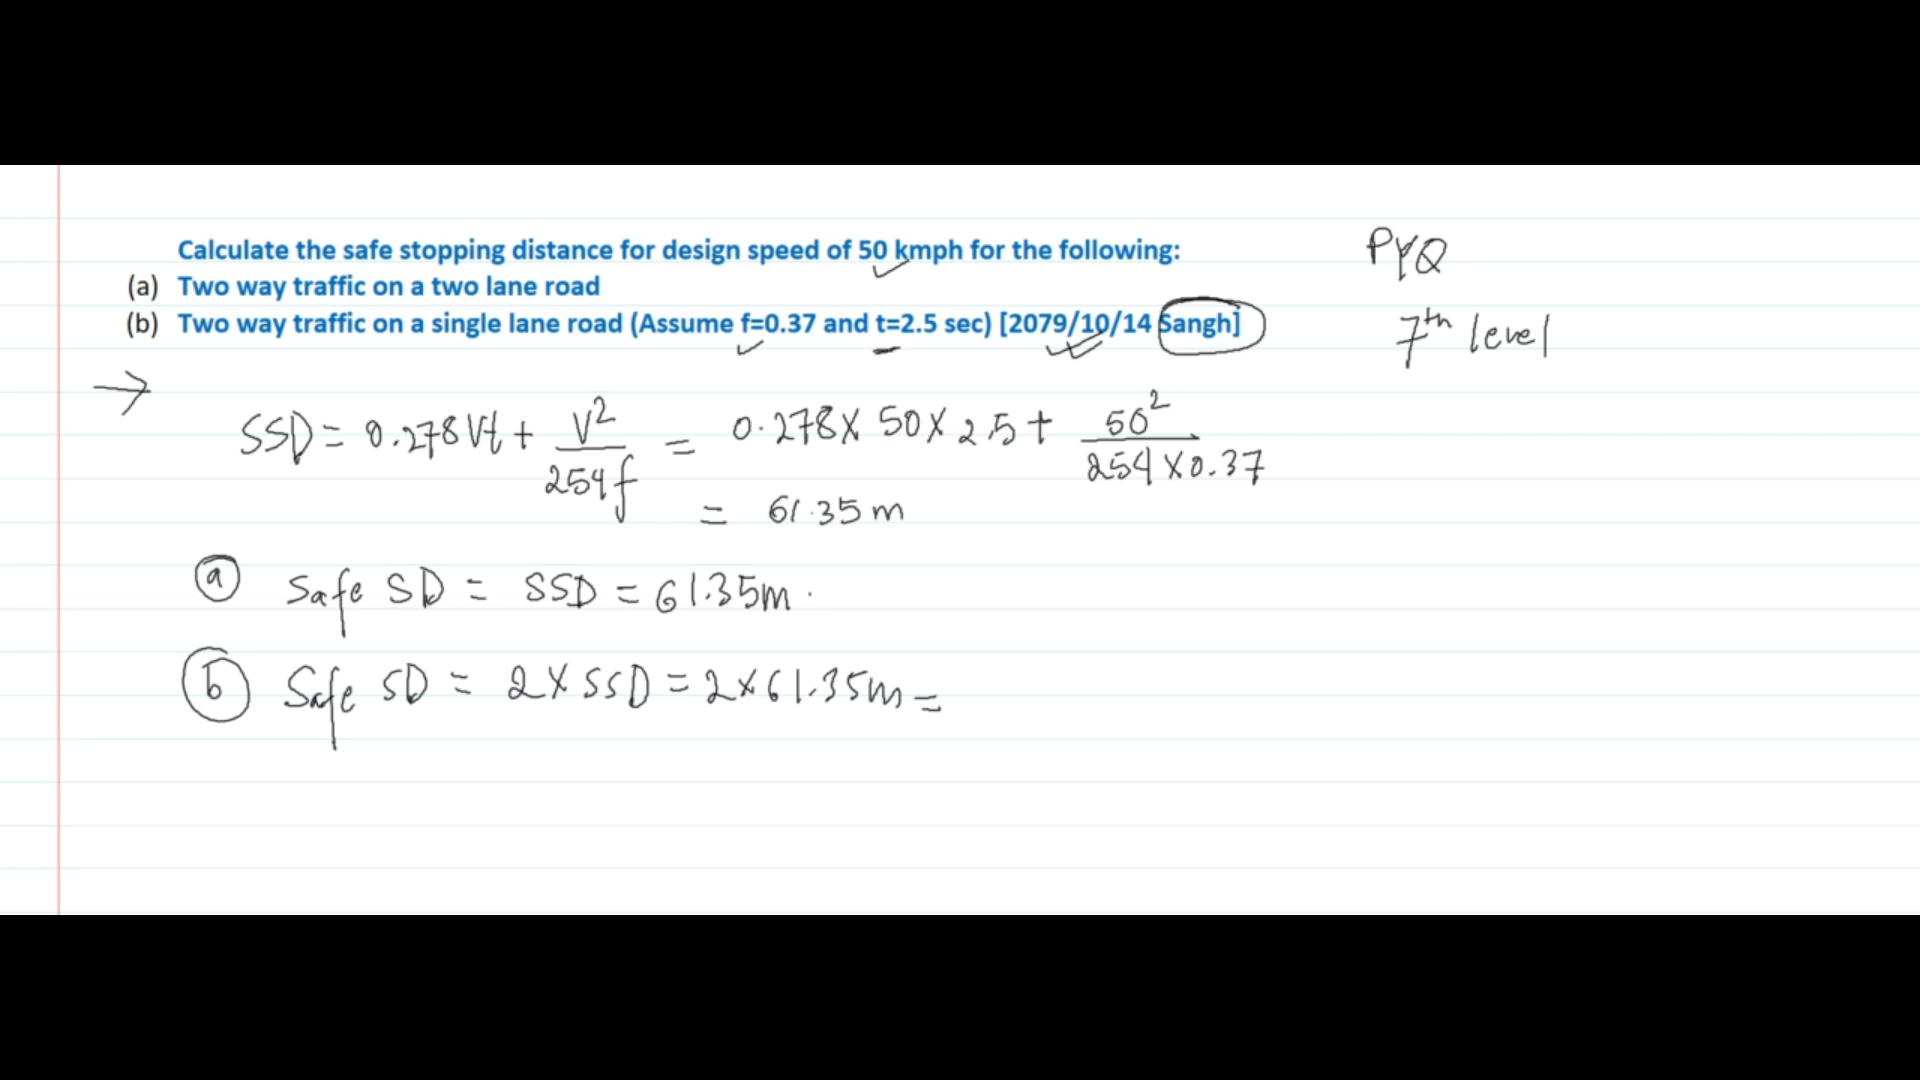 Calculate the safe stopping distance for design speed of 50 kmph for the following:
PYQ
(a) Two way traffic on a two lane road
(b) Two way traffic on a single lane road (Assume f=0.37 and t=2.5 sec) [2079/10/14 Sangh]
7th level
→
SSD = 0.278Vt + V²/254f = 0.278 × 50 × 2.5 + 50²/254 × 0.37
= 61.35 m
(a) Safe SD = SSD = 61.35m.
(b) Safe SD = 2 × SSD = 2 × 61.35m =